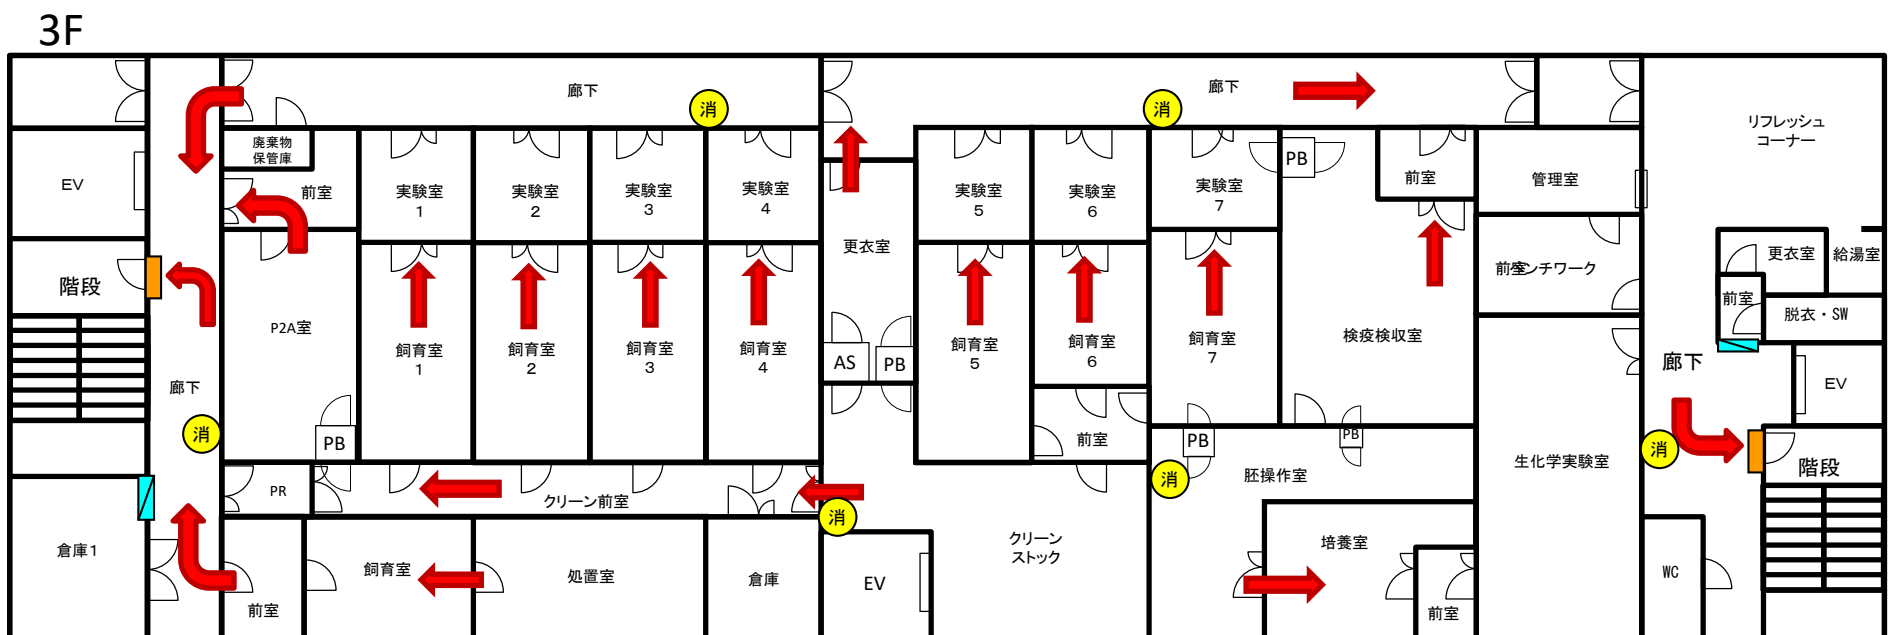 3F
廊下
消
消
廊下
リフレッシュ
コーナー
廃棄物
保管庫
PB
EV
前室
実験室
1
実験室
2
実験室
3
実験室
4
実験室
5
実験室
6
実験室
7
前室
管理室
更衣室
更衣室
給湯室
前室
ベンチワーク
階段
前室
脱衣・SW
P2A室
飼育室
1
飼育室
2
飼育室
3
飼育室
4
AS
PB
飼育室
5
飼育室
6
飼育室
7
検疫検収室
廊下
EV
廊下
消
PB
前室
PB
PB
消
階段
生化学実験室
胚操作室
消
PR
クリーン前室
消
倉庫1
クリーン
ストック
培養室
飼育室
処置室
倉庫
EV
WC
前室
前室